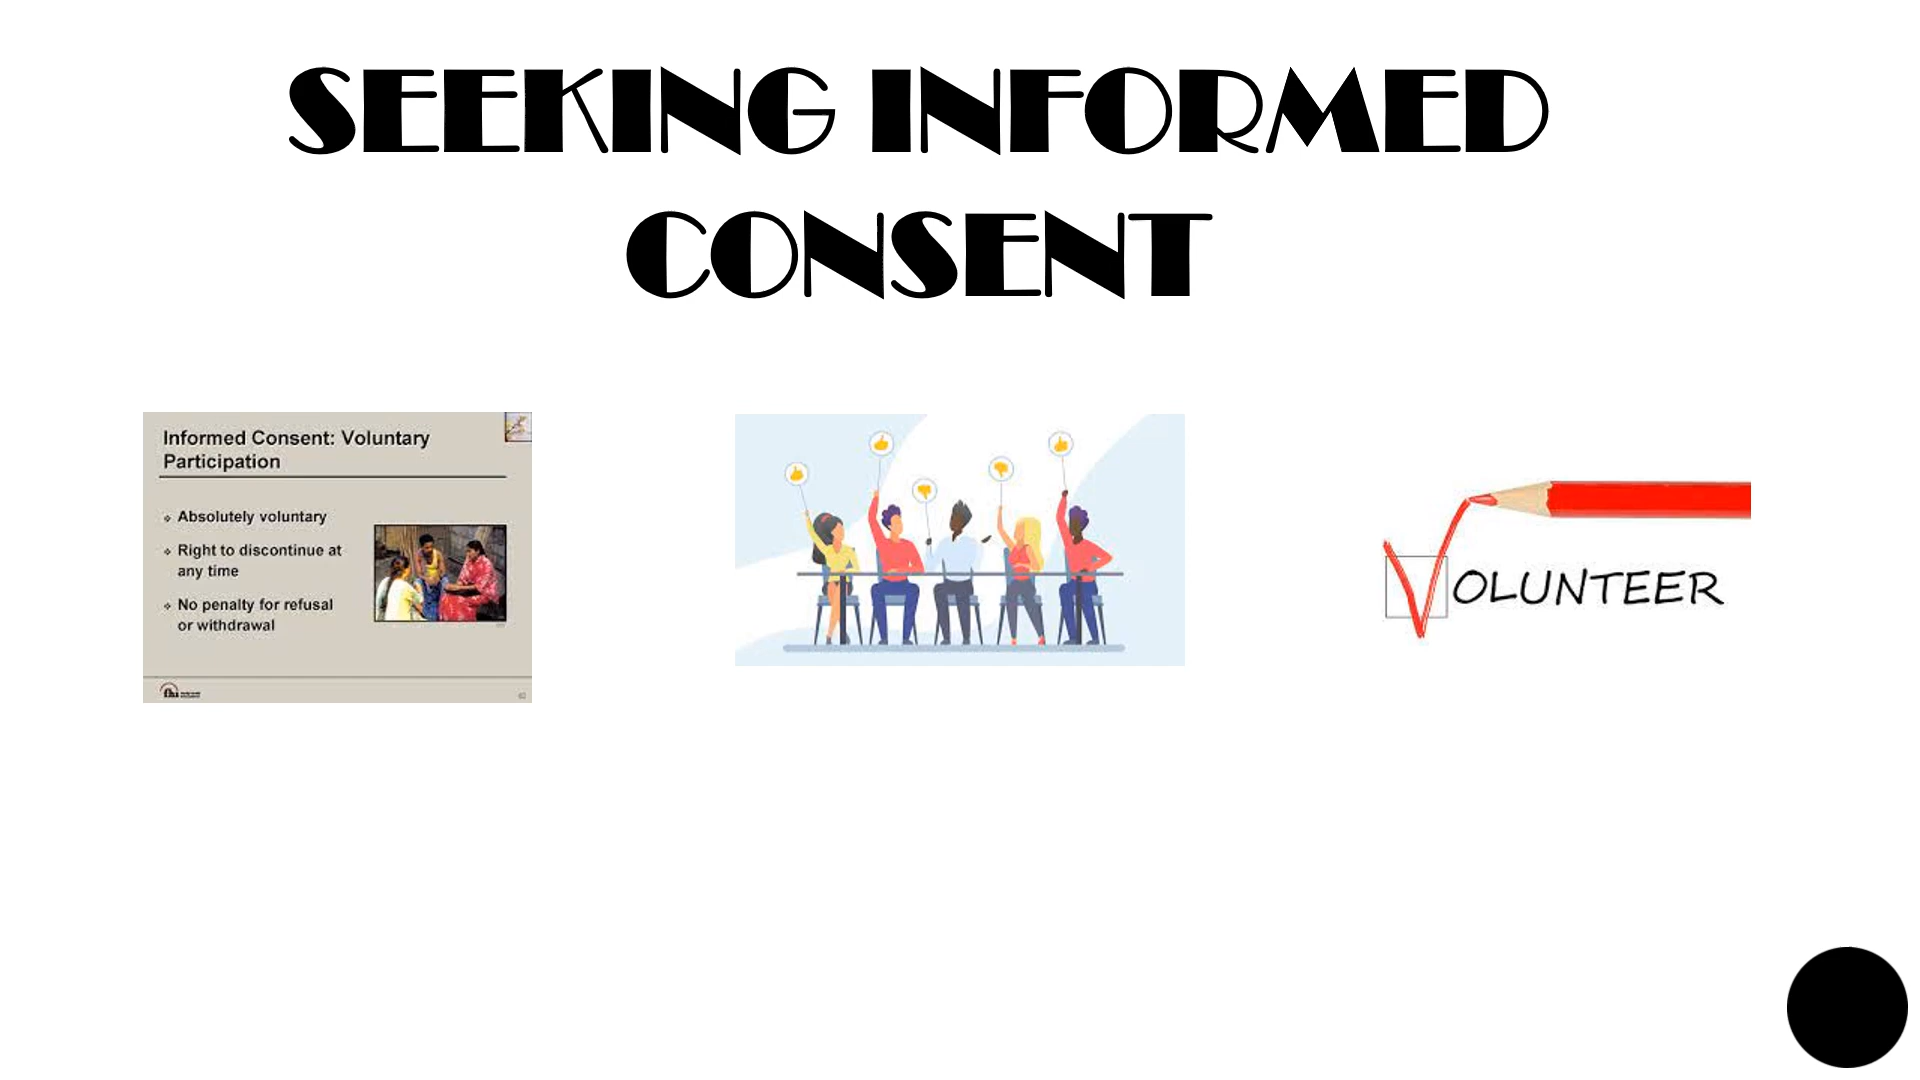 SEEKING INFORMED
CONSENT
Informed Consent: Voluntary
Participation
Absolutely voluntary
Right to discontinue at
any time
No penalty for refusal
or withdrawal
fhi
VOLUNTEER